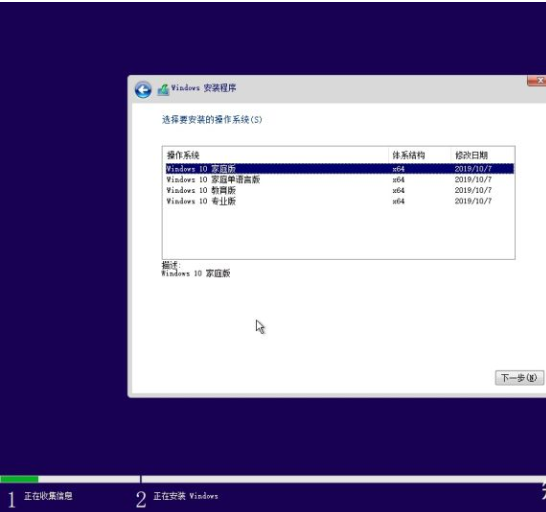 Windows 安装程序
选择要安装的操作系统(S)
操作系统 体系结构 修改日期
Windows 10 家庭版 x64 2019/10/7
Windows 10 家庭单语言版 x64 2019/10/7
Windows 10 教育版 x64 2019/10/7
Windows 10 专业版 x64 2019/10/7
描述:
Windows 10 家庭版
下一步(N)
1 正在收集信息 2 正在安装 Windows